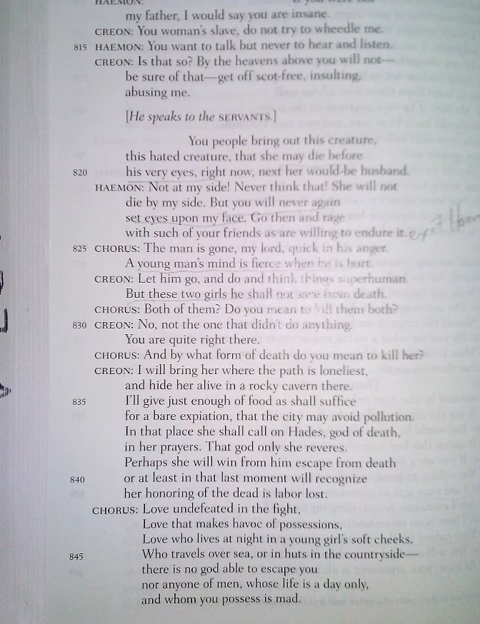 HAEMON:
my father, I would say you are insane.
CREON: You woman's slave, do not try to wheedle me.
815 HAEMON: You want to talk but never to hear and listen.
CREON: Is that so? By the heavens above you will not—
be sure of that—get off scot-free, insulting,
abusing me.
[He speaks to the SERVANTS.]
You people bring out this creature,
this hated creature, that she may die before
820 his very eyes, right now, next her would-be husband.
HAEMON: Not at my side! Never think that! She will not
die by my side. But you will never again
set eyes upon my face. Go then and rage
with such of your friends as are willing to endure it.
825 CHORUS: The man is gone, my lord, quick in his anger.
A young man's mind is fierce when he is hurt.
CREON: Let him go, and do and think things superhuman.
But these two girls he shall not save from death.
CHORUS: Both of them? Do you mean to kill them both?
830 CREON: No, not the one that didn't do anything.
You are quite right there.
CHORUS: And by what form of death do you mean to kill her?
CREON: I will bring her where the path is loneliest,
and hide her alive in a rocky cavern there.
835 I'll give just enough of food as shall suffice
for a bare expiation, that the city may avoid pollution.
In that place she shall call on Hades, god of death,
in her prayers. That god only she reveres.
Perhaps she will win from him escape from death
840 or at least in that last moment will recognize
her honoring of the dead is labor lost.
CHORUS: Love undefeated in the fight,
Love that makes havoc of possessions,
Love who lives at night in a young girl's soft cheeks,
845 Who travels over sea, or in huts in the countryside—
there is no god able to escape you
nor anyone of men, whose life is a day only,
and whom you possess is mad.